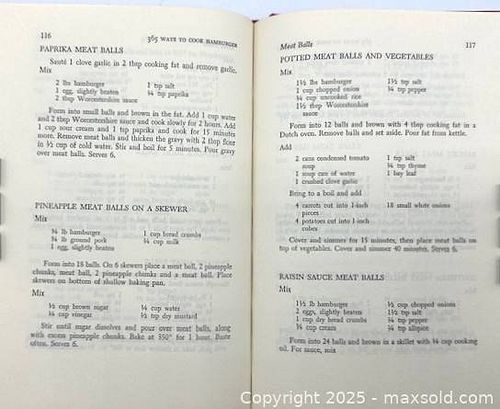 116
365 WAYS TO COOK HAMBURGER
PAPRIKA MEAT BALLS
Sauté 1 clove garlic in 2 tbsp cooking fat and remove garlic.
Mix
2 lbs hamburger
1 egg, slightly beaten
2 tbsp Worcestershire sauce
1 tsp salt
¼ tsp paprika
Form into small balls and brown in the fat. Add 1 cup water
and 2 tbsp Worcestershire sauce and cook slowly for 2 hours. Add
1 cup sour cream and 1 tsp paprika and cook for 15 minutes
more. Remove meat balls and thicken the gravy with 2 tbsp flour
in ½ cup of cold water. Stir and boil for 5 minutes. Pour gravy
over meat balls. Serves 6.
PINEAPPLE MEAT BALLS ON A SKEWER
Mix
¾ lb hamburger
¾ lb ground pork
1 egg, slightly beaten
1 cup bread crumbs
¼ cup milk
Form into 18 balls. On 6 skewers place a meat ball, 2 pineapple
chunks, meat ball, 2 pineapple chunks and a meat ball. Place
skewers on bottom of shallow baking pan.
Mix
½ cup brown sugar
¼ cup vinegar
¼ cup water
½ tsp dry mustard
Stir until sugar dissolves and pour over meat balls, along
with excess pineapple chunks. Bake at 350° for 1 hour. Baste
often. Serves 6.
Meat Balls
117
POTTED MEAT BALLS AND VEGETABLES
Mix
1½ lbs hamburger
1 cup chopped onion
¼ cup uncooked rice
1½ tbsp Worcestershire
sauce
1½ tsp salt
¼ tsp pepper
Form into 12 balls and brown with 4 tbsp cooking fat in a
Dutch oven. Remove balls and set aside. Pour fat from kettle.
Add
2 cans condensed tomato
soup
1 soup can of water
1 crushed clove garlic
1 tsp salt
¼ tsp thyme
1 bay leaf
Bring to a boil and add
4 carrots cut into 1-inch
pieces
4 potatoes cut into 1-inch
cubes
18 small white onions
Cover and simmer for 15 minutes, then place meat balls on
top of vegetables. Cover and simmer 40 minutes. Serves 6.
RAISIN SAUCE MEAT BALLS
Mix
1½ lb hamburger
2 eggs, slightly beaten
1 cup dry bread crumbs
¾ cup cream
½ cup chopped onions
1½ tsp salt
¼ tsp pepper
¼ tsp allspice
Form into 24 balls and brown in a skillet with ¼ cup cooking
oil. For sauce, mix
Copyright 2025 - maxsold.com